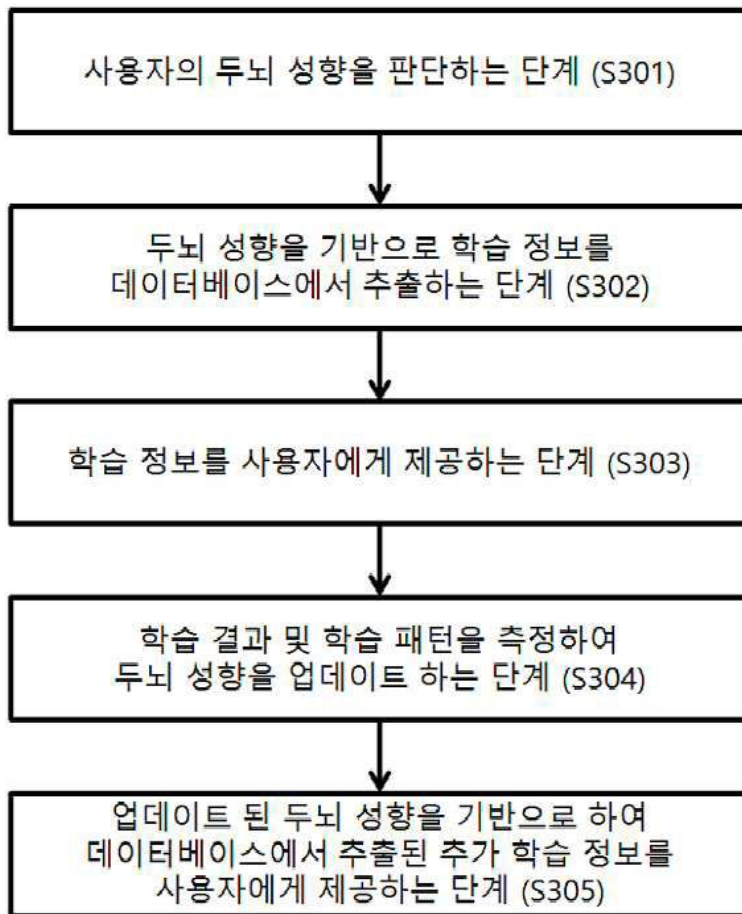 사용자의 두뇌 성향을 판단하는 단계 (S301)
두뇌 성향을 기반으로 학습 정보를
데이터베이스에서 추출하는 단계 (S302)
학습 정보를 사용자에게 제공하는 단계 (S303)
학습 결과 및 학습 패턴을 측정하여
두뇌 성향을 업데이트 하는 단계 (S304)
업데이트 된 두뇌 성향을 기반으로 하여
데이터베이스에서 추출된 추가 학습 정보를
사용자에게 제공하는 단계 (S305)